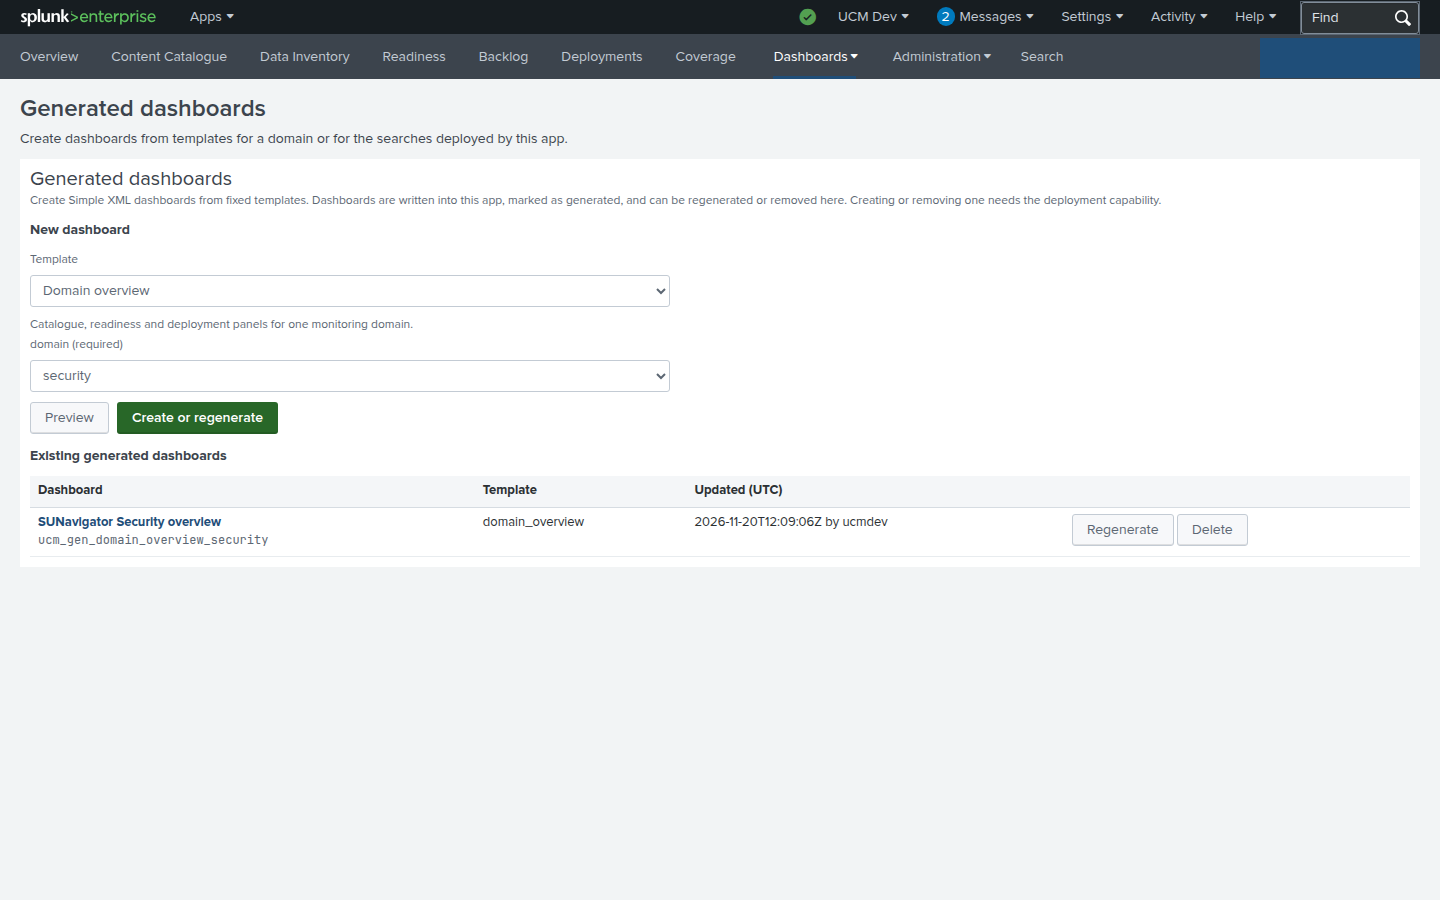 splunk>enterprise Apps UCM Dev 2 Messages Settings Activity Help Find
Overview Content Catalogue Data Inventory Readiness Backlog Deployments Coverage Dashboards Administration Search
Generated dashboards
Create dashboards from templates for a domain or for the searches deployed by this app.
Generated dashboards
Create Simple XML dashboards from fixed templates. Dashboards are written into this app, marked as generated, and can be regenerated or removed here. Creating or removing one needs the deployment capability.
New dashboard
Template
Domain overview
Catalogue, readiness and deployment panels for one monitoring domain.
domain (required)
security
Preview Create or regenerate
Existing generated dashboards
Dashboard Template Updated (UTC)
SUNavigator Security overview domain_overview 2026-11-20T12:09:06Z by ucmdev Regenerate Delete
ucm_gen_domain_overview_security